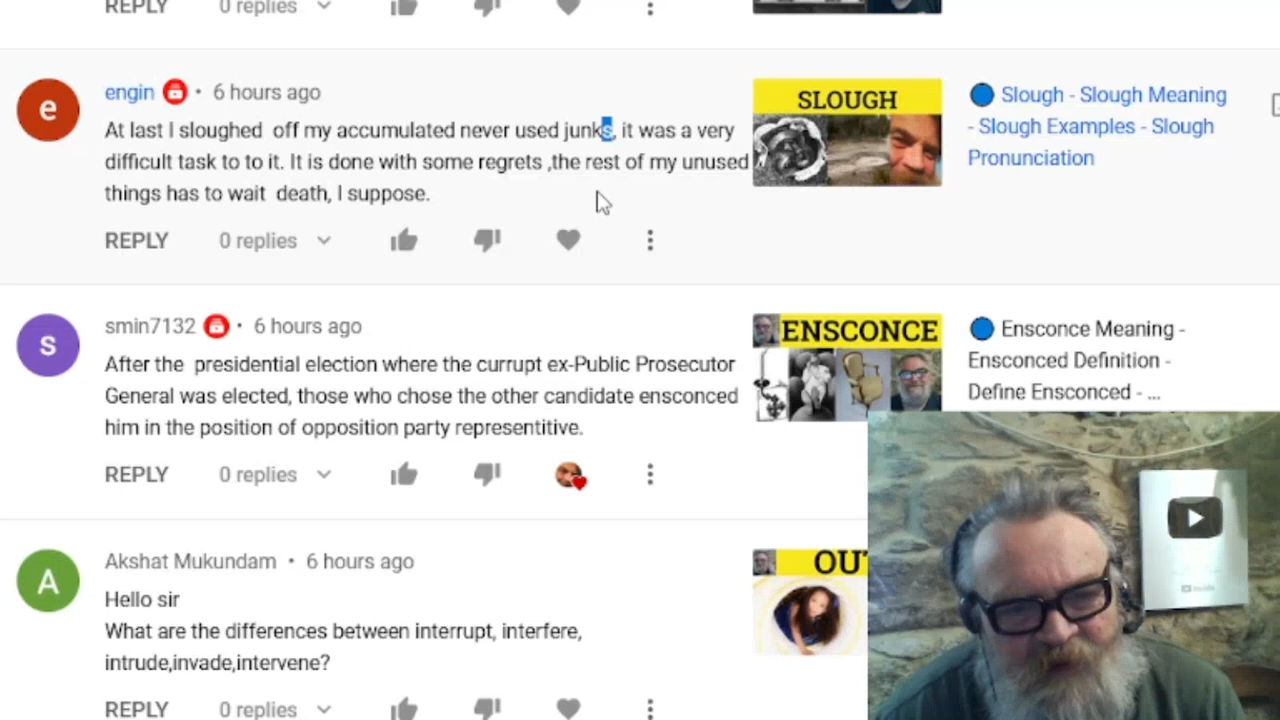 REPLY 0 replies
engin • 6 hours ago
At last I sloughed off my accumulated never used junks, it was a very
difficult task to to it. It is done with some regrets ,the rest of my unused
things has to wait death, I suppose.
REPLY 0 replies
SLOUGH
Slough - Slough Meaning
- Slough Examples - Slough
Pronunciation
smin7132 • 6 hours ago
After the presidential election where the currupt ex-Public Prosecutor
General was elected, those who chose the other candidate ensconced
him in the position of opposition party representitive.
REPLY 0 replies
ENSCONCE
Ensconce Meaning -
Ensconced Definition -
Define Ensconced - ...
Akshat Mukundam • 6 hours ago
Hello sir
What are the differences between interrupt, interfere,
intrude,invade,intervene?
REPLY 0 replies
OUT
e
s
A